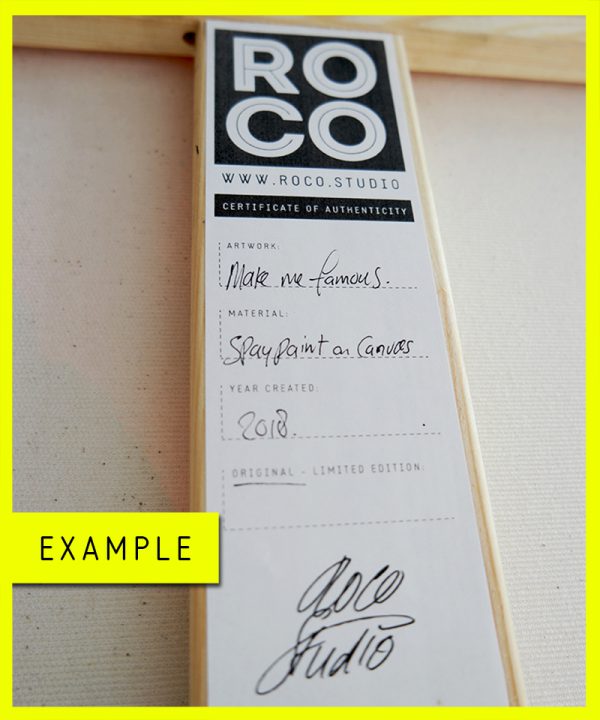 RO
CO
WWW.ROCO.STUDIO
CERTIFICATE OF AUTHENTICITY
ARTWORK:
Make me famous.
MATERIAL:
Spaypaint on Canvas
YEAR CREATED:
2018.
ORIGINAL - LIMITED EDITION:
EXAMPLE
Roco
Studio